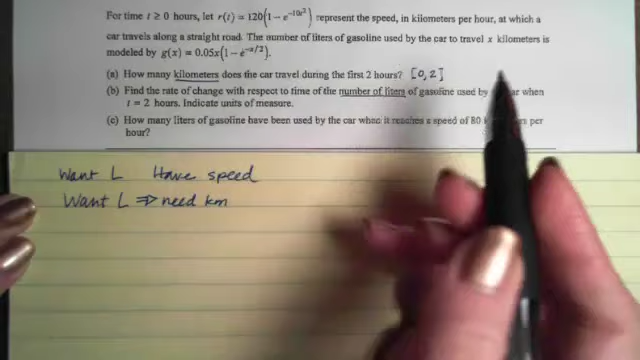 For time t ≥ 0 hours, let r(t) = 120(1 − e^(−10t²)) represent the speed, in kilometers per hour, at which a
car travels along a straight road. The number of liters of gasoline used by the car to travel x kilometers is
modeled by g(x) = 0.05x(1 − e^(−x/2)).
(a) How many kilometers does the car travel during the first 2 hours? [0,2]
(b) Find the rate of change with respect to time of the number of liters of gasoline used by car when
t = 2 hours. Indicate units of measure.
(c) How many liters of gasoline have been used by the car when it reaches a speed of 80 per
hour?
Want L Have speed
Want L ⇒ need km